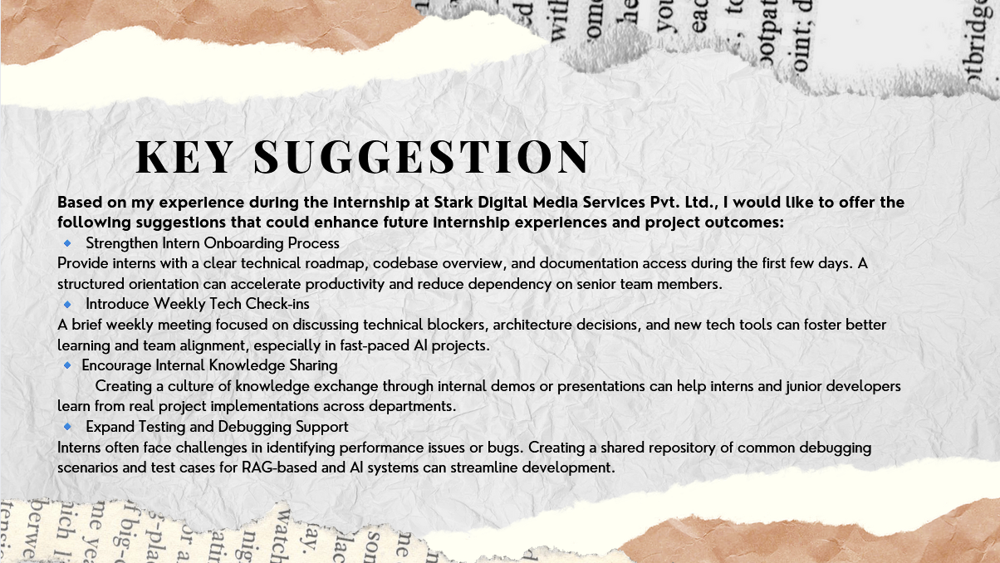 KEY SUGGESTION
Based on my experience during the internship at Stark Digital Media Services Pvt. Ltd., I would like to offer the
following suggestions that could enhance future internship experiences and project outcomes:
🔹 Strengthen Intern Onboarding Process
Provide interns with a clear technical roadmap, codebase overview, and documentation access during the first few days. A
structured orientation can accelerate productivity and reduce dependency on senior team members.
🔹 Introduce Weekly Tech Check-ins
A brief weekly meeting focused on discussing technical blockers, architecture decisions, and new tech tools can foster better
learning and team alignment, especially in fast-paced AI projects.
🔹 Encourage Internal Knowledge Sharing
Creating a culture of knowledge exchange through internal demos or presentations can help interns and junior developers
learn from real project implementations across departments.
🔹 Expand Testing and Debugging Support
Interns often face challenges in identifying performance issues or bugs. Creating a shared repository of common debugging
scenarios and test cases for RAG-based and AI systems can streamline development.